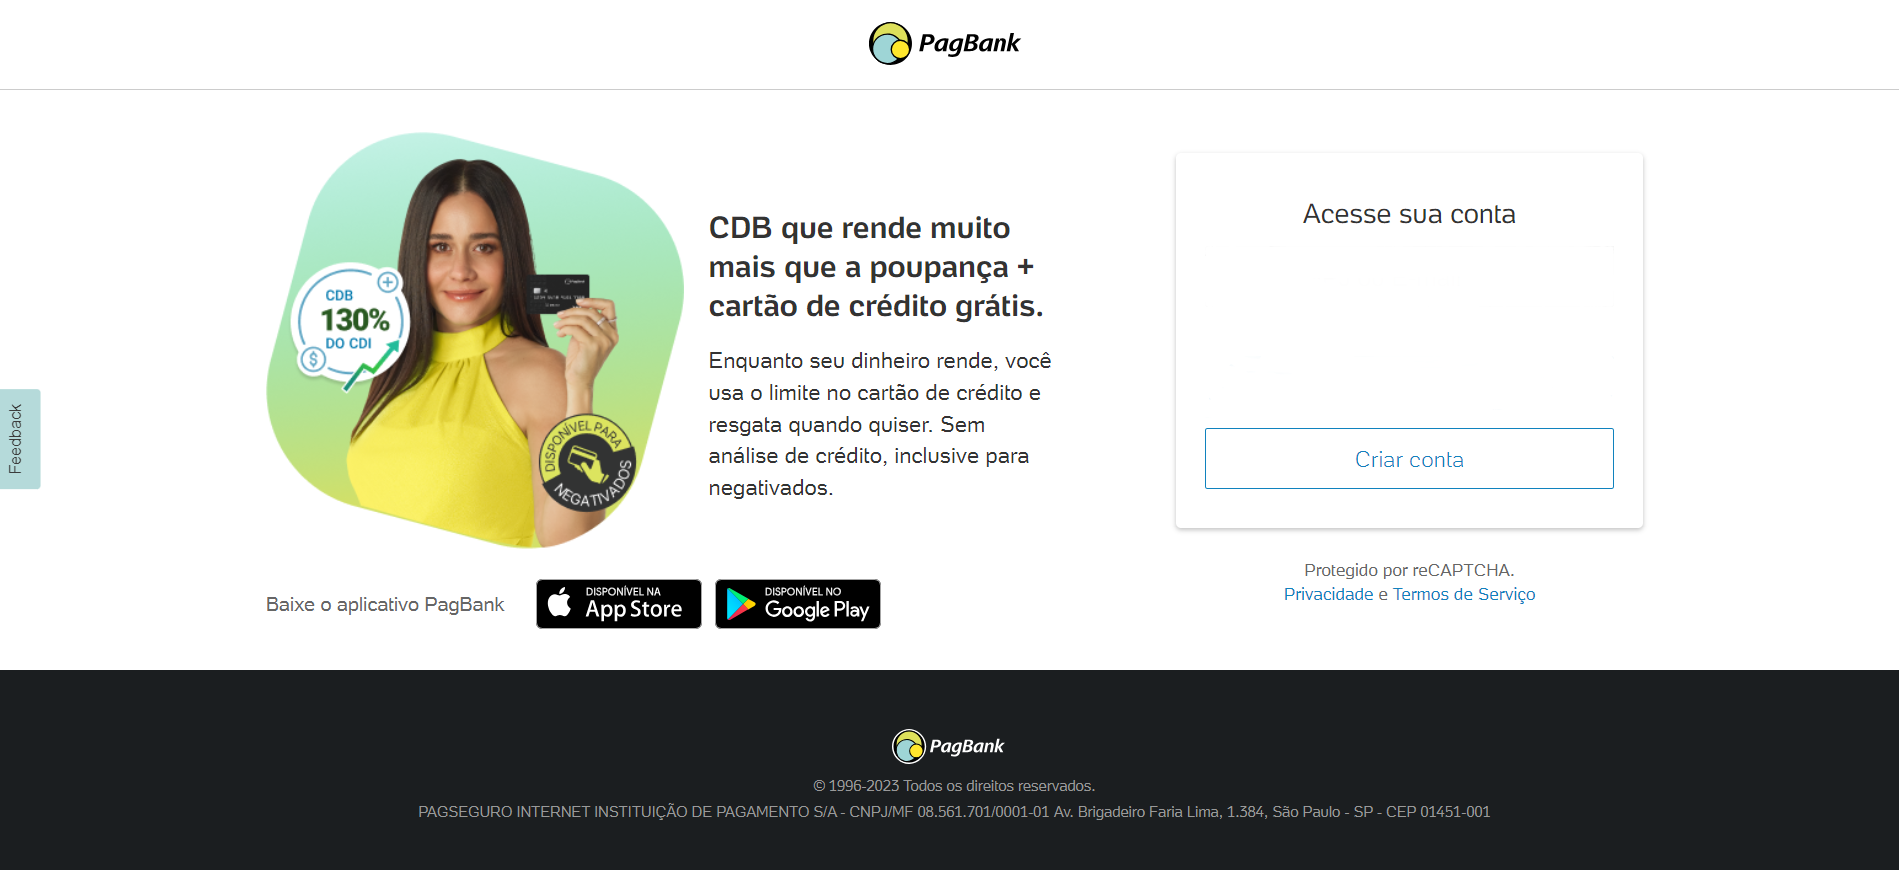 PagBank
CDB que rende muito
mais que a poupança +
cartão de crédito grátis.
Enquanto seu dinheiro rende, você
usa o limite no cartão de crédito e
resgata quando quiser. Sem
análise de crédito, inclusive para
negativados.
CDB
130%
DO CDI
$
DISPONÍVEL PARA
NEGATIVADOS
Acesse sua conta
Criar conta
Protegido por reCAPTCHA.
Privacidade e Termos de Serviço
Feedback
Baixe o aplicativo PagBank
DISPONÍVEL NA
App Store
DISPONÍVEL NO
Google Play
PagBank
© 1996-2023 Todos os direitos reservados.
PAGSEGURO INTERNET INSTITUIÇÃO DE PAGAMENTO S/A - CNPJ/MF 08.561.701/0001-01 Av. Brigadeiro Faria Lima, 1.384, São Paulo - SP - CEP 01451-001